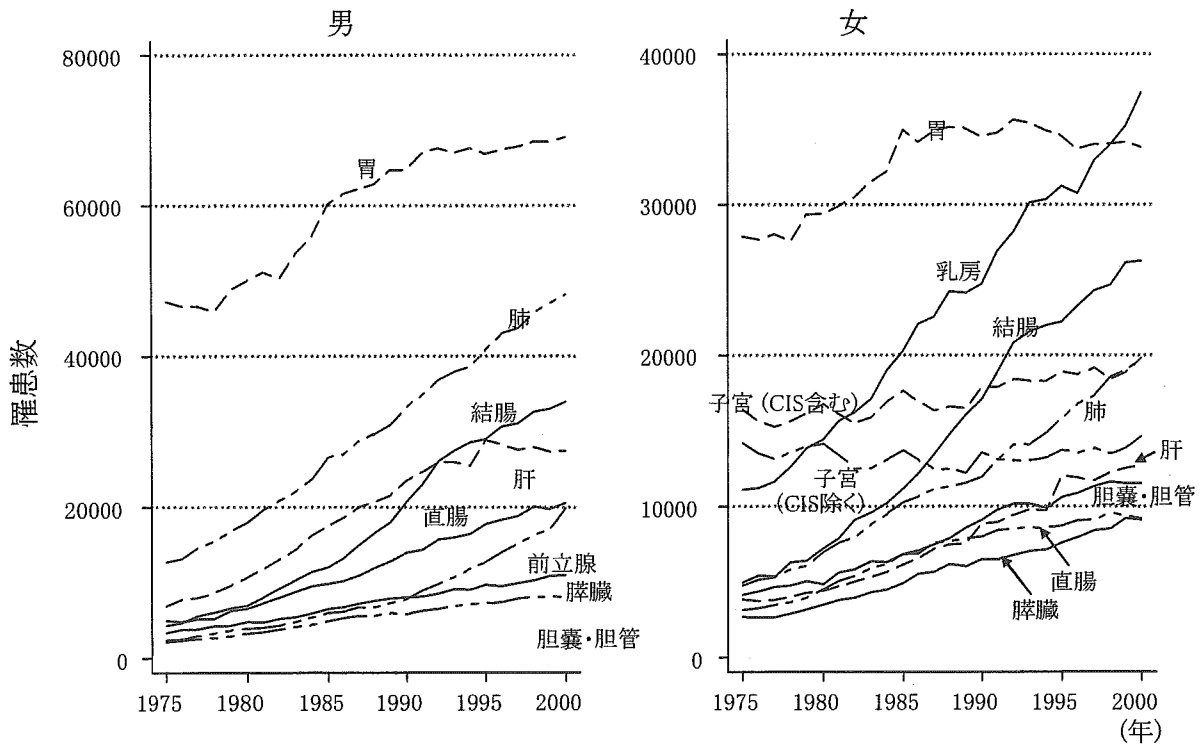 男
80000
60000
40000
20000
0
罹患数
胃
肺
結腸
肝
直腸
前立腺
膵臓
胆嚢・胆管
1975 1980 1985 1990 1995 2000
女
40000
30000
20000
10000
0
胃
乳房
結腸
子宮 (CIS含む)
肺
肝
子宮
(CIS除く)
胆嚢・胆管
直腸
膵臓
1975 1980 1985 1990 1995 2000
(年)